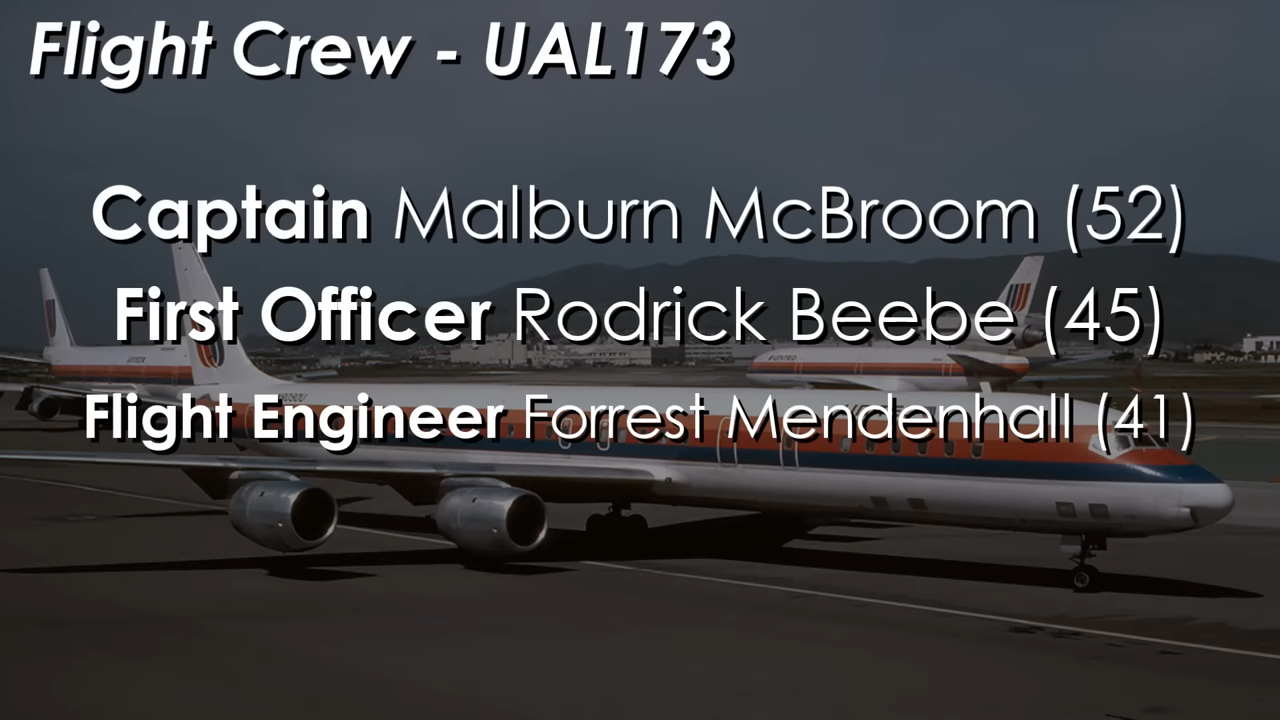 Flight Crew - UAL173
Captain Malburn McBroom (52)
First Officer Rodrick Beebe (45)
Flight Engineer Forrest Mendenhall (41)